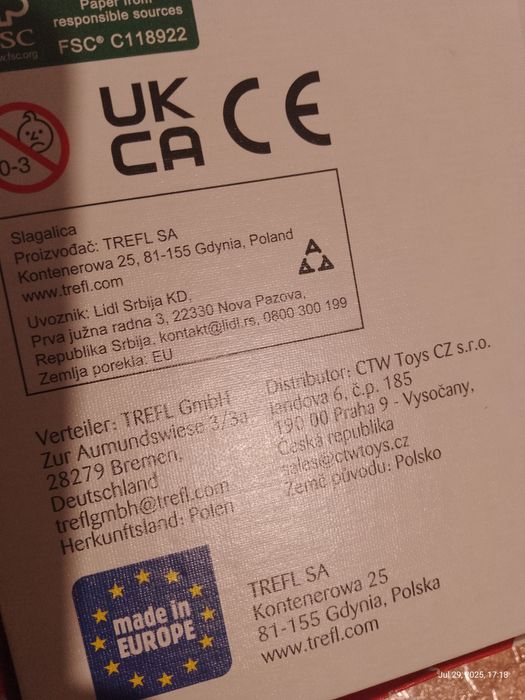 Paper from
responsible sources
FSC® C118922
FSC
www.fsc.org
UK
CA
CE
0-3
Slagalica
Proizvođač: TREFL SA
Kontenerowa 25, 81-155 Gdynia, Poland
www.trefl.com
Uvoznik: Lidl Srbija KD,
Prva južna radna 3, 22330 Nova Pazova,
Republika Srbija, kontakt@lidl.rs, 0800 300 199
Zemlja porekla: EU
Verteiler: TREFL GmbH
Zur Aumundswiese 3/3a,
28279 Bremen,
Deutschland
treflgmbh@trefl.com
Herkunftsland: Polen
Distributor: CTW Toys CZ s.r.o.
Jandova 6, č.p. 185
190 00 Praha 9 - Vysočany,
Česká republika
sales@ctwtoys.cz
Země původu: Polsko
made in
EUROPE
TREFL SA
Kontenerowa 25
81-155 Gdynia, Polska
www.trefl.com
Jul 29, 2025, 17:18